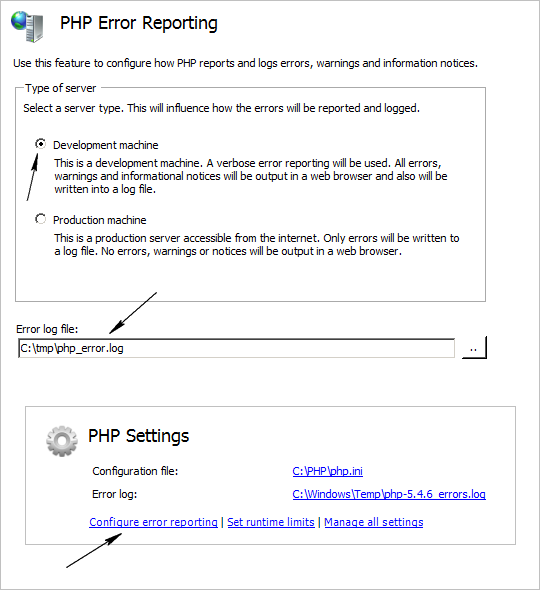 PHP Error Reporting
Use this feature to configure how PHP reports and logs errors, warnings and information notices.
Type of server
Select a server type. This will influence how the errors will be reported and logged.
Development machine
This is a development machine. A verbose error reporting will be used. All errors,
warnings and informational notices will be output in a web browser and also will be
written into a log file.
Production machine
This is a production server accessible from the internet. Only errors will be written to
a log file. No errors, warnings or notices will be output in a web browser.
Error log file:
C:\tmp\php_error.log ..
PHP Settings
Configuration file: C:\PHP\php.ini
Error log: C:\Windows\Temp\php-5.4.6_errors.log
Configure error reporting | Set runtime limits | Manage all settings